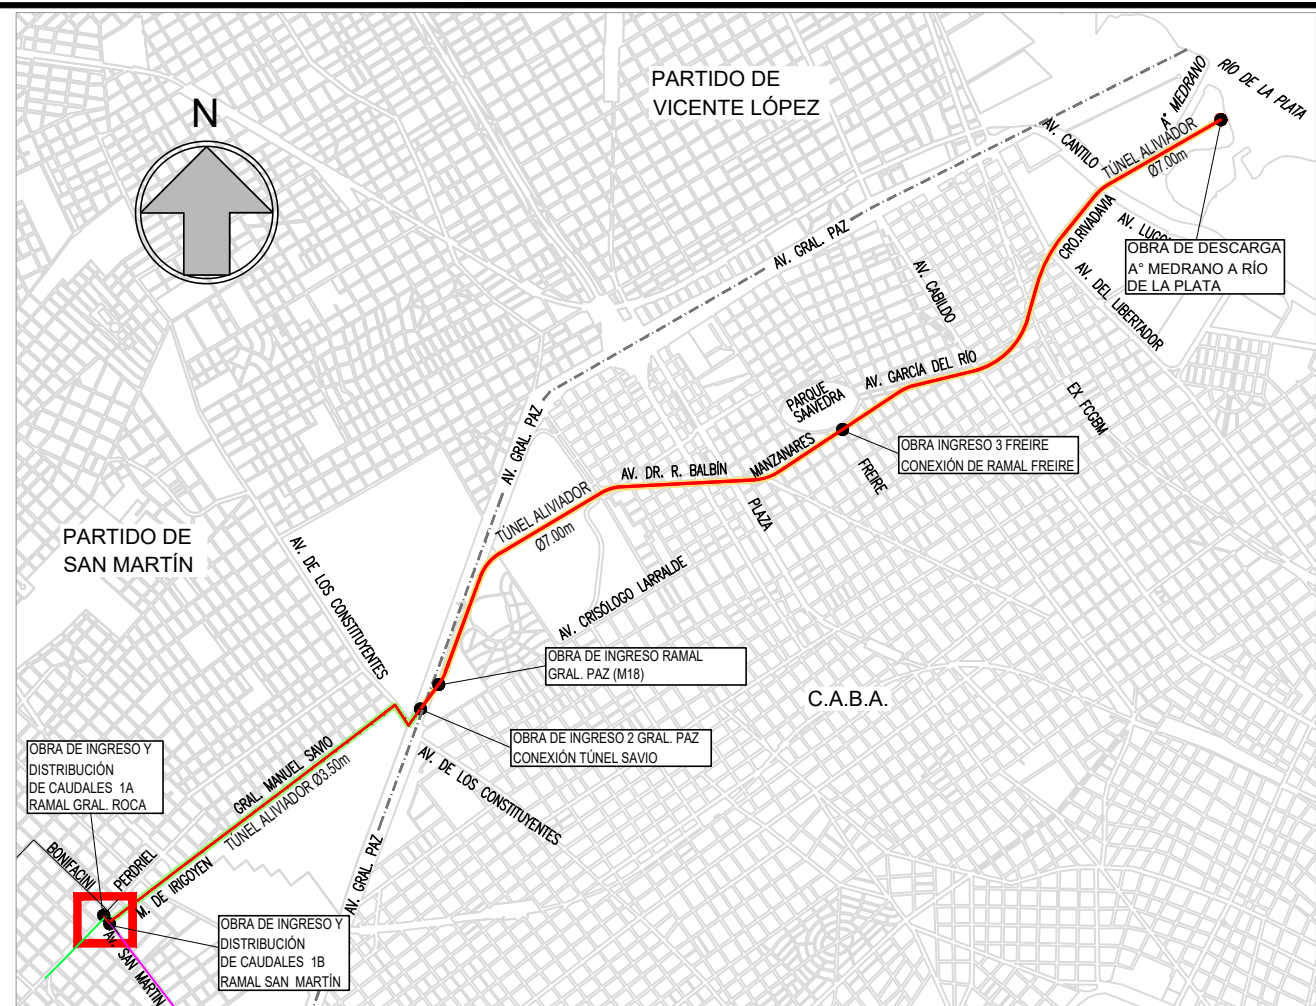 PARTIDO DE
VICENTE LÓPEZ
N
RÍO DE LA PLATA
A° MEDRANO
AV. CANTILO
TÚNEL ALIVIADOR
Ø7.00m
CRO.RIVADAVIA
OBRA DE DESCARGA
A° MEDRANO A RÍO
DE LA PLATA
AV. GRAL. PAZ
AV. CABILDO
AV. DEL LIBERTADOR
AV. GARCÍA DEL RÍO
PARQUE
SAAVEDRA
EX FCGBM
AV. GRAL. PAZ
OBRA INGRESO 3 FREIRE
CONEXIÓN DE RAMAL FREIRE
AV. DR. R. BALBÍN
MANZANARES
FREIRE
PLAZA
TÚNEL ALIVIADOR
Ø7.00m
PARTIDO DE
SAN MARTÍN
AV. DE LOS CONSTITUYENTES
AV. CRISÓLOGO LARRALDE
OBRA DE INGRESO RAMAL
GRAL. PAZ (M18)
C.A.B.A.
OBRA DE INGRESO 2 GRAL. PAZ
CONEXIÓN TÚNEL SAVIO
AV. DE LOS CONSTITUYENTES
OBRA DE INGRESO Y
DISTRIBUCIÓN
DE CAUDALES 1A
RAMAL GRAL. ROCA
GRAL. MANUEL SAVIO
TÚNEL ALIVIADOR Ø3.50m
AV. GRAL. PAZ
BONIFACINI
PERDRIEL
M. DE IRIGOYEN
OBRA DE INGRESO Y
DISTRIBUCIÓN
DE CAUDALES 1B
RAMAL SAN MARTÍN
AV. SAN MARTIN